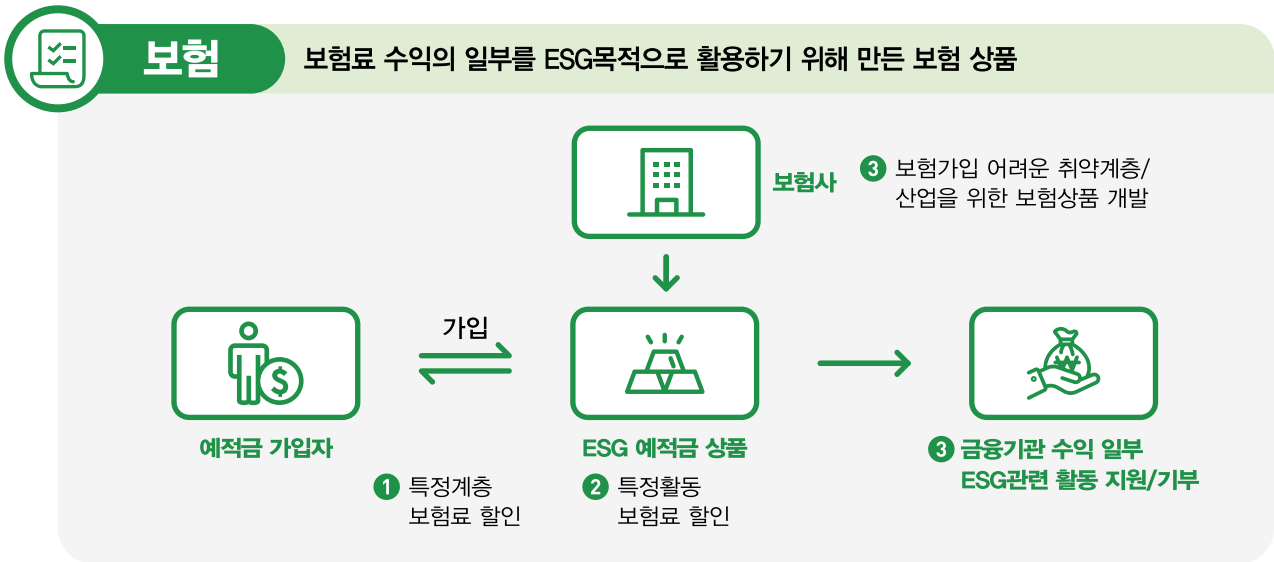 보험
보험료 수익의 일부를 ESG목적으로 활용하기 위해 만든 보험 상품
보험사
3 보험가입 어려운 취약계층/
산업을 위한 보험상품 개발
가입
$
₩
예적금 가입자
ESG 예적금 상품
3 금융기관 수익 일부
ESG관련 활동 지원/기부
1 특정계층
보험료 할인
2 특정활동
보험료 할인